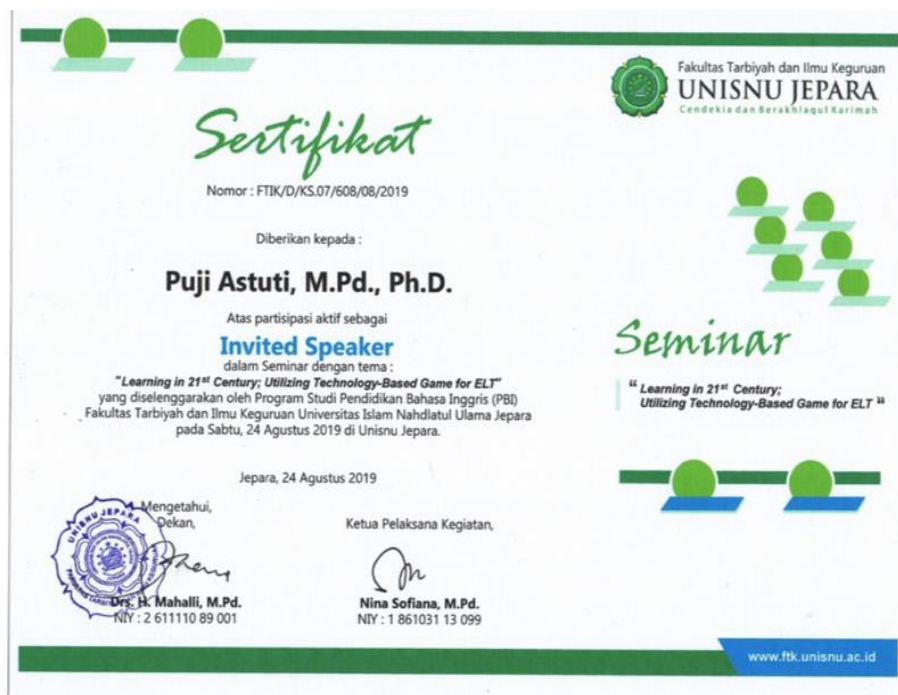 Fakultas Tarbiyah dan Ilmu Keguruan
UNISNU JEPARA
Cendekia dan Berakhlaqul Karimah
Sertifikat
Nomor : FTIK/D/KS.07/608/08/2019
Diberikan kepada :
Puji Astuti, M.Pd., Ph.D.
Atas partisipasi aktif sebagai
Invited Speaker
dalam Seminar dengan tema :
"Learning in 21st Century; Utilizing Technology-Based Game for ELT"
yang diselenggarakan oleh Program Studi Pendidikan Bahasa Inggris (PBI)
Fakultas Tarbiyah dan Ilmu Keguruan Universitas Islam Nahdlatul Ulama Jepara
pada Sabtu, 24 Agustus 2019 di Unisnu Jepara.
Jepara, 24 Agustus 2019
Mengetahui,
Dekan,
UNISNU JEPARA
Drs. H. Mahalli, M.Pd.
NIY : 2 611110 89 001
Ketua Pelaksana Kegiatan,
Nina Sofiana, M.Pd.
NIY : 1 861031 13 099
Seminar
" Learning in 21st Century;
Utilizing Technology-Based Game for ELT "
www.ftk.unisnu.ac.id